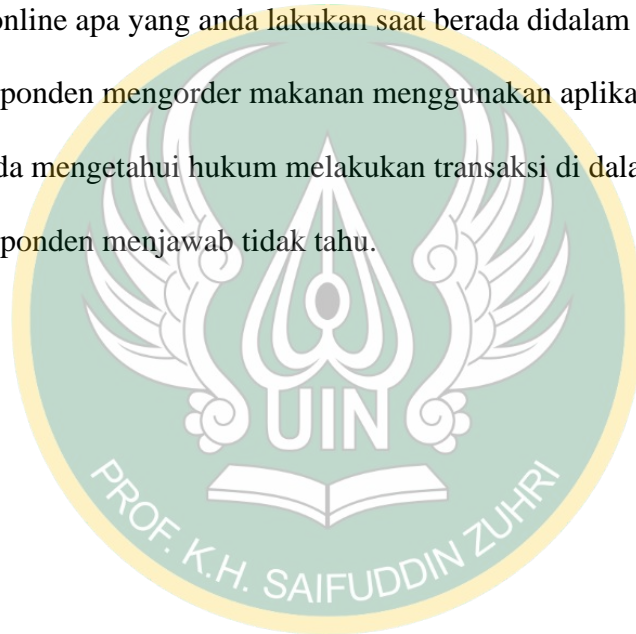 online apa yang anda lakukan saat berada didalam
ponden mengorder makanan menggunakan aplika
da mengetahui hukum melakukan transaksi di dala
ponden menjawab tidak tahu.
UIN
PROF. K.H. SAIFUDDIN ZUHRI